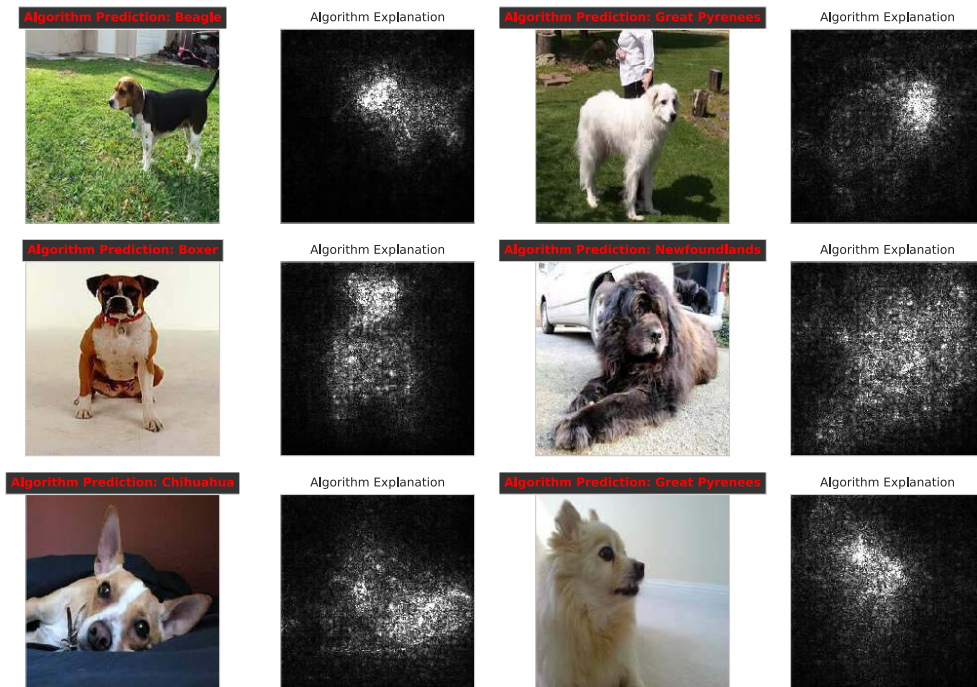 Algorithm Prediction: Beagle
Algorithm Explanation
Algorithm Prediction: Great Pyrenees
Algorithm Explanation
Algorithm Prediction: Boxer
Algorithm Explanation
Algorithm Prediction: Newfoundlands
Algorithm Explanation
Algorithm Prediction: Chihuahua
Algorithm Explanation
Algorithm Prediction: Great Pyrenees
Algorithm Explanation